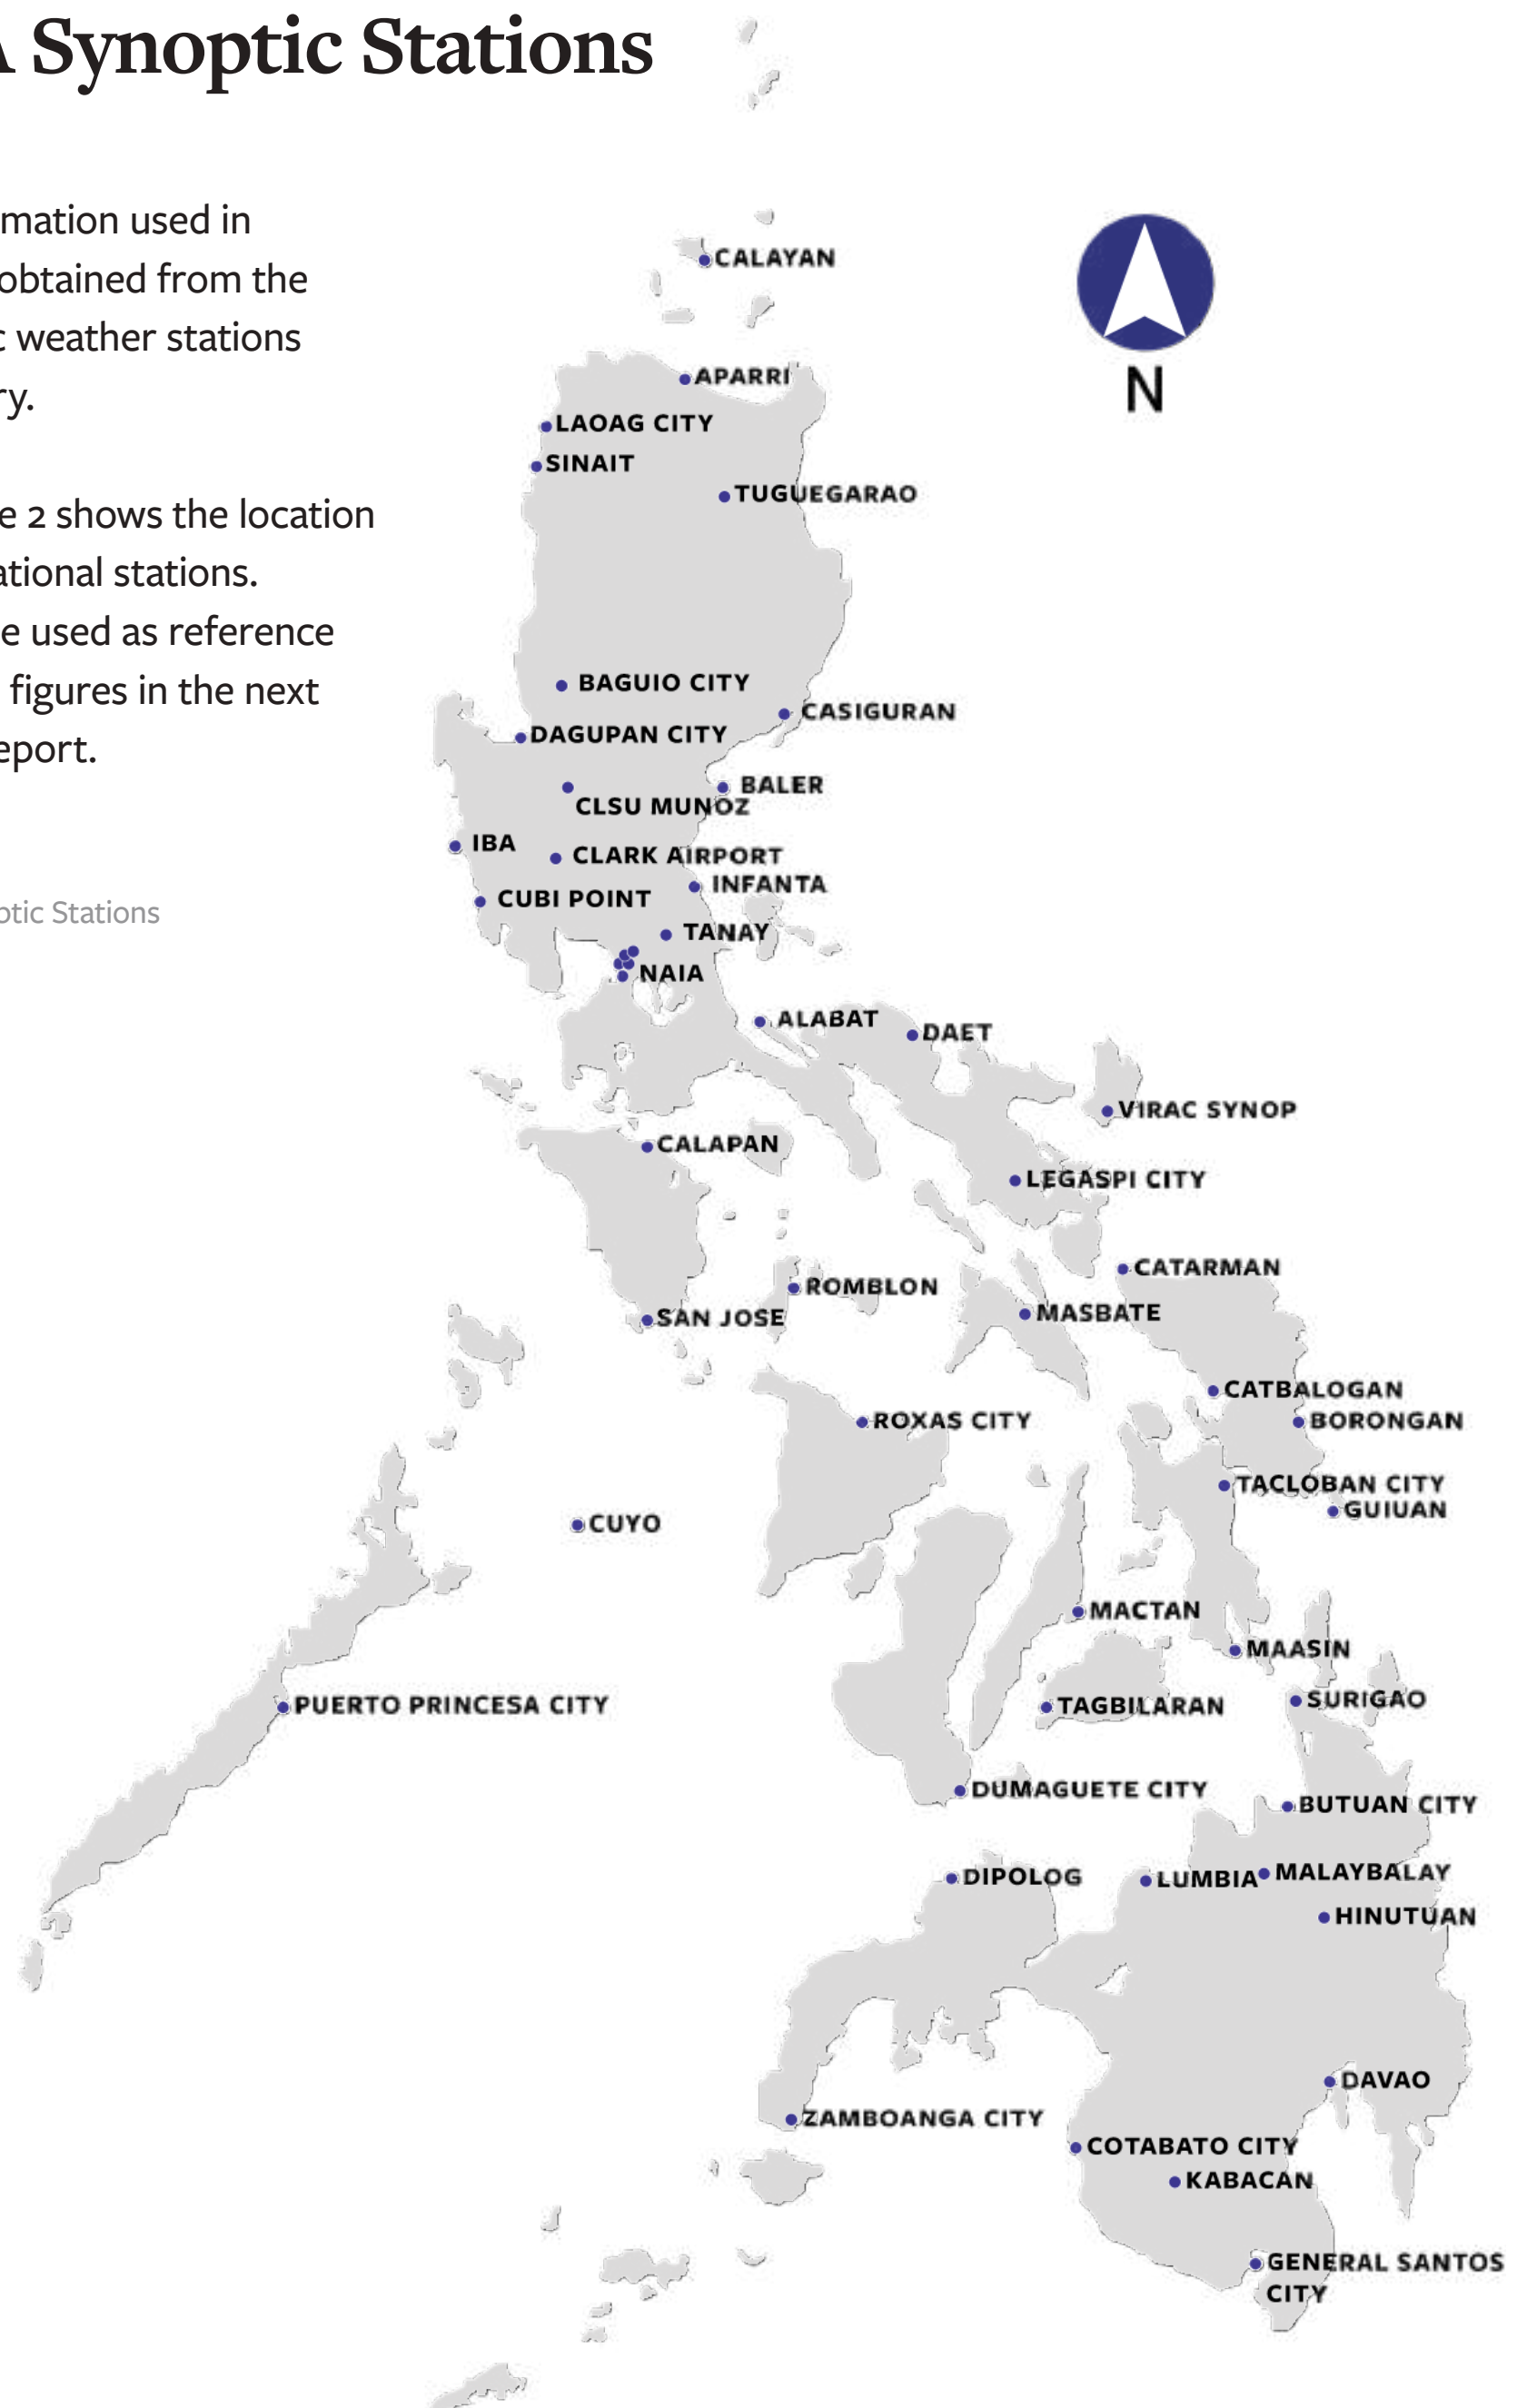 A Synoptic Stations
mation used in
obtained from the
c weather stations
ry.
e 2 shows the location
ational stations.
e used as reference
figures in the next
eport.
ptic Stations
N
CALAYAN
APARRI
LAOAG CITY
SINAIT
TUGUEGARAO
BAGUIO CITY
CASIGURAN
DAGUPAN CITY
BALER
CLSU MUNOZ
IBA
CLARK AIRPORT
INFANTA
CUBI POINT
TANAY
NAIA
ALABAT
DAET
VIRAC SYNOP
CALAPAN
LEGASPI CITY
CATARMAN
ROMBLON
MASBATE
SAN JOSE
CATBALOGAN
ROXAS CITY
BORONGAN
TACLOBAN CITY
GUIUAN
CUYO
MACTAN
MAASIN
SURIGAO
PUERTO PRINCESA CITY
TAGBILARAN
DUMAGUETE CITY
BUTUAN CITY
DIPOLOG
LUMBIA
MALAYBALAY
HINUTUAN
DAVAO
ZAMBOANGA CITY
COTABATO CITY
KABACAN
GENERAL SANTOS
CITY